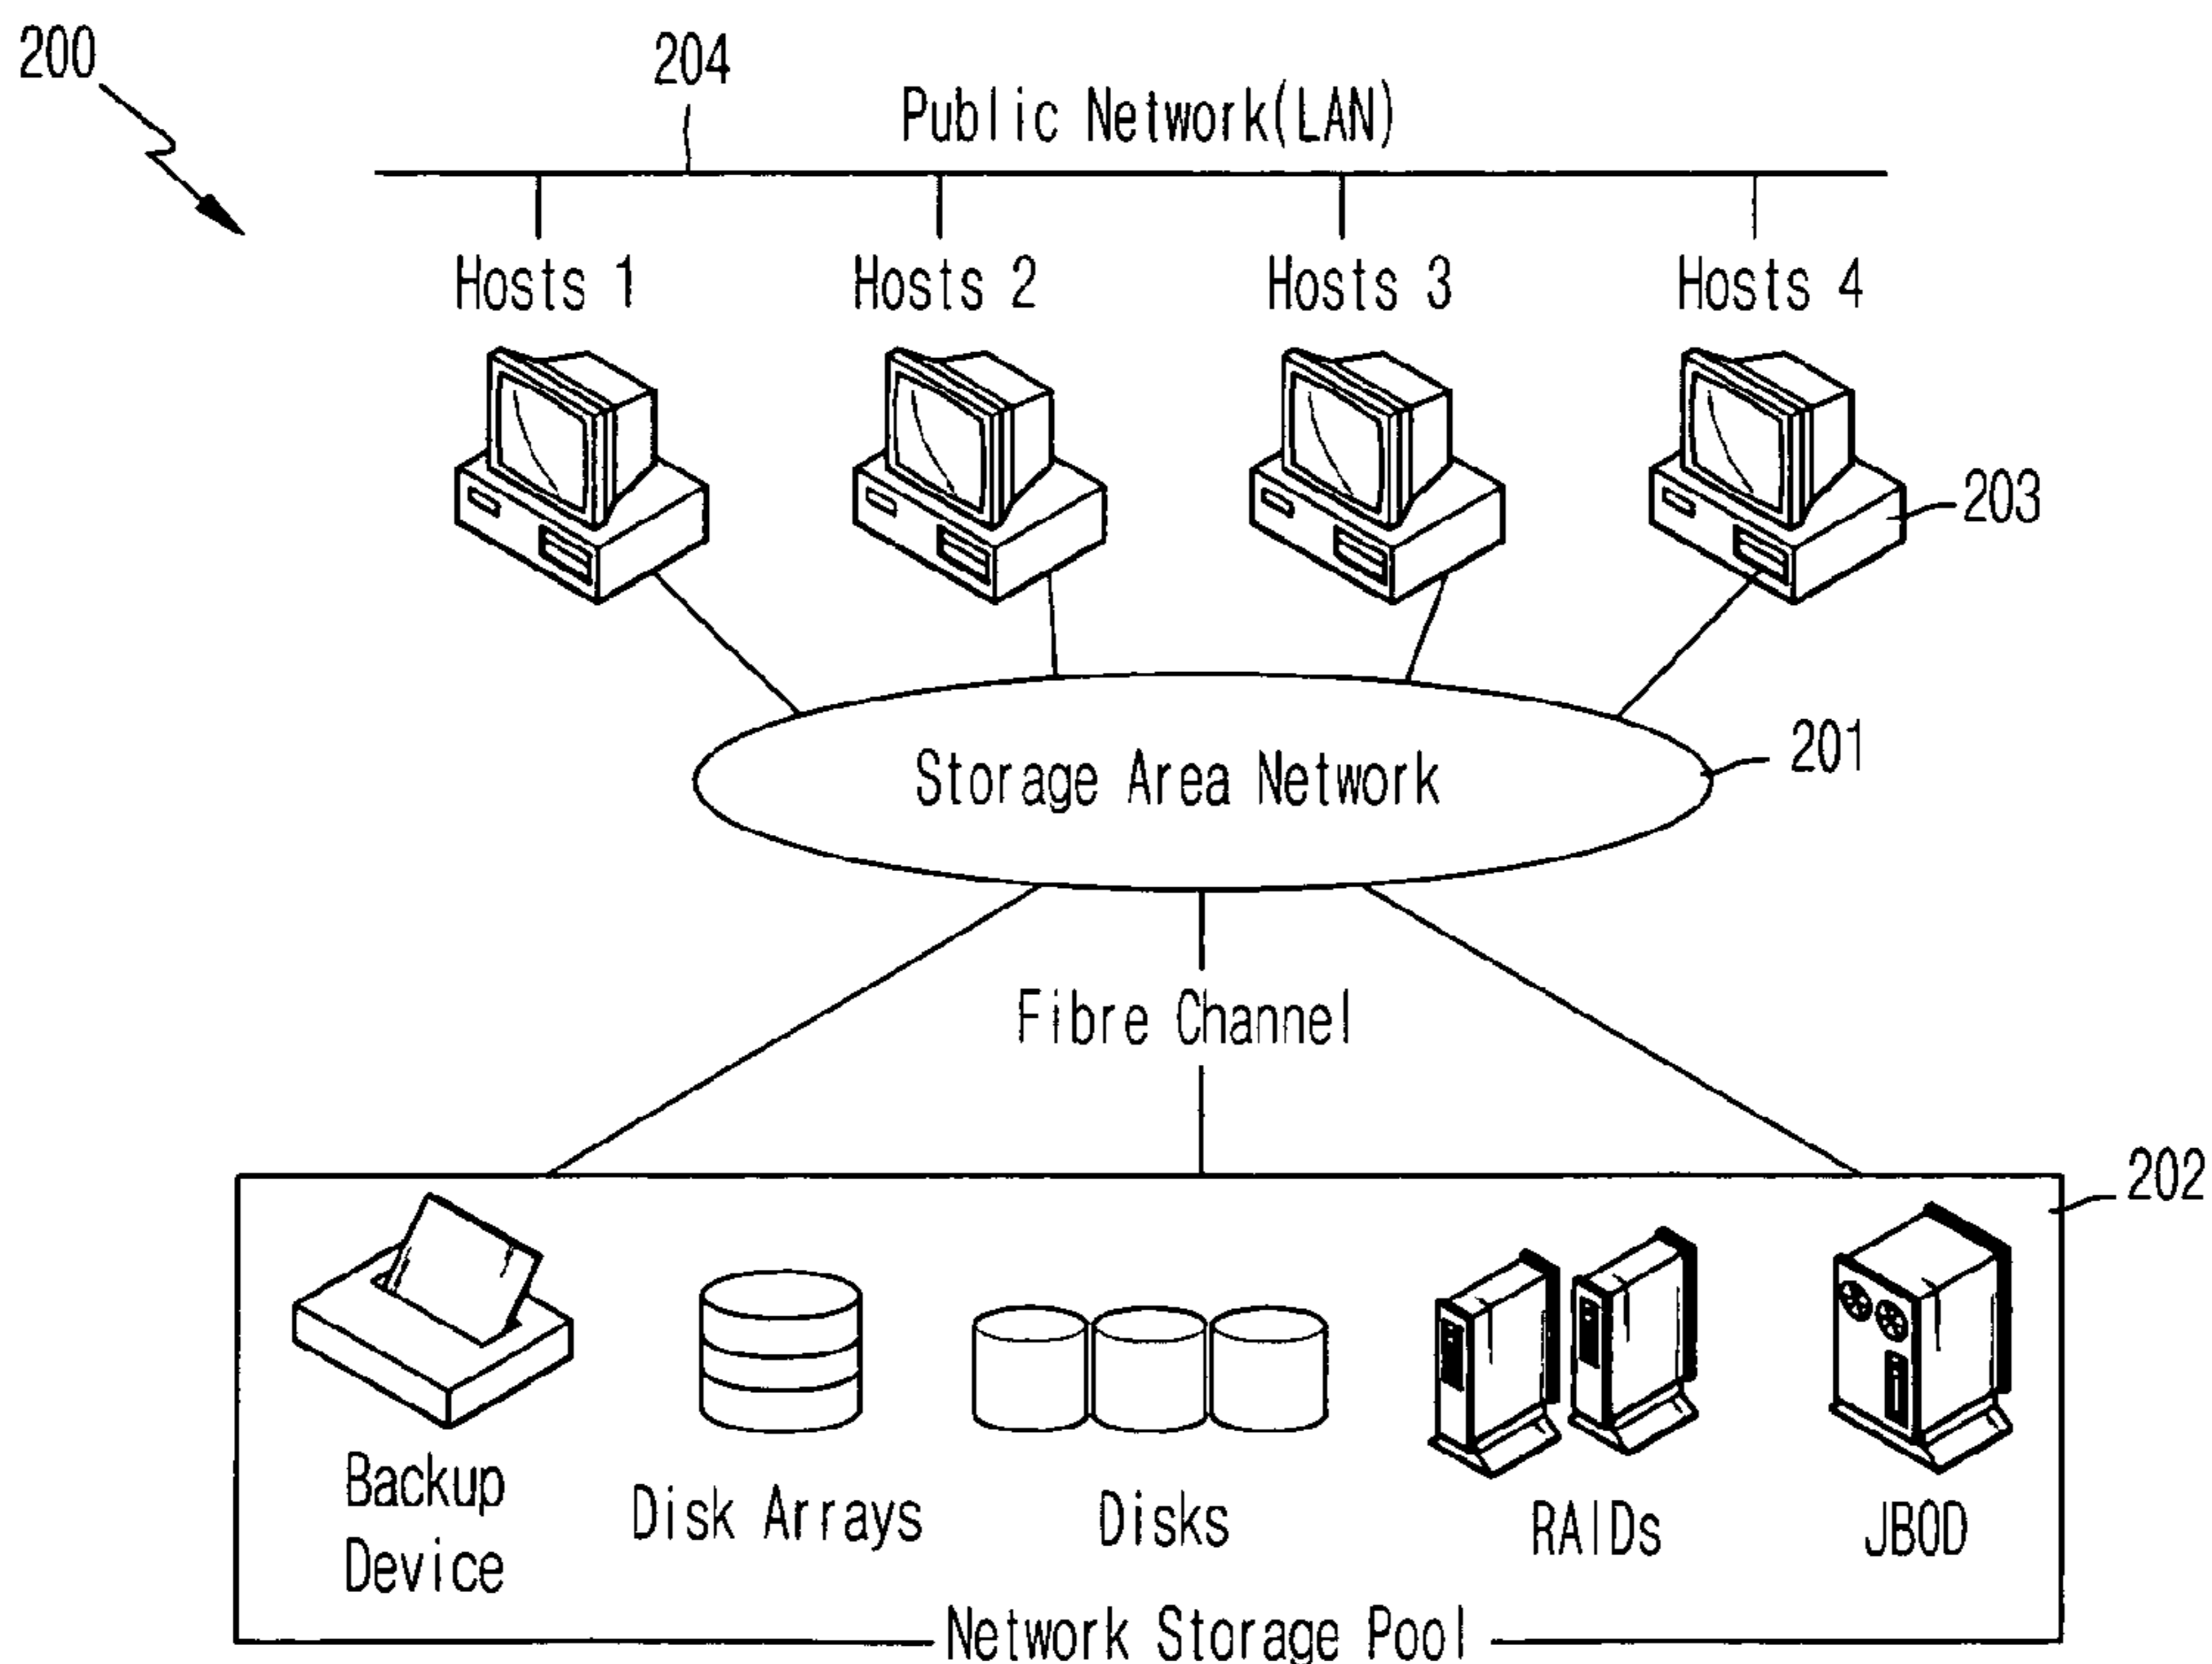 200
204
Public Network(LAN)
Hosts 1
Hosts 2
Hosts 3
Hosts 4
203
Storage Area Network
201
Fibre Channel
202
Backup
Device
Disk Arrays
Disks
RAIDs
JBOD
Network Storage Pool